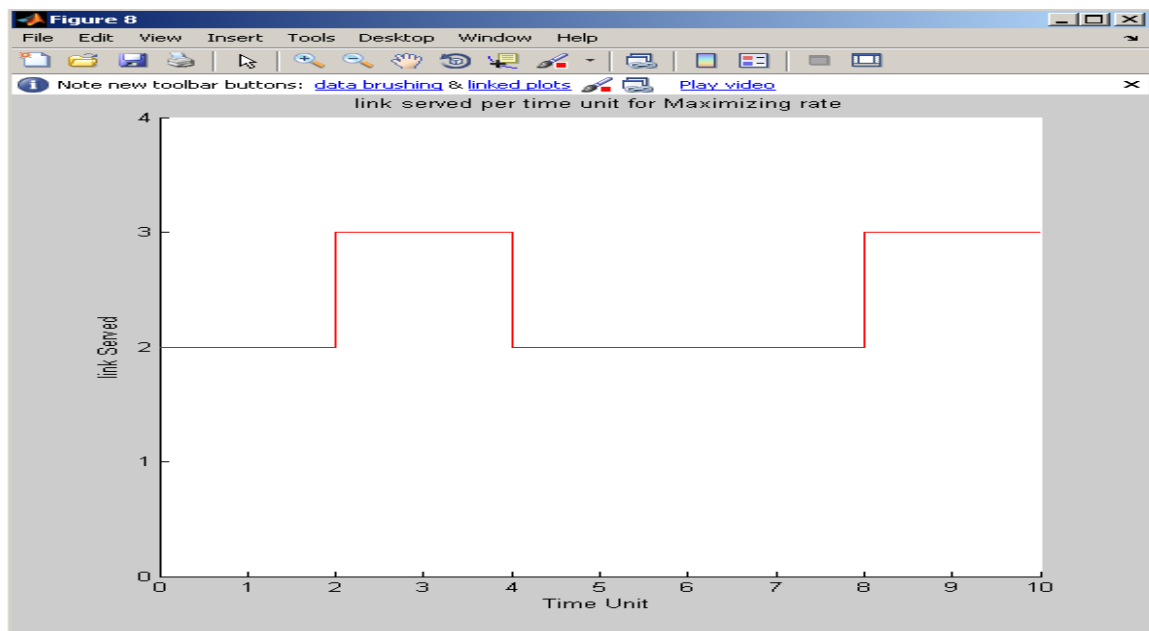 Figure 8
File Edit View Insert Tools Desktop Window Help
Note new toolbar buttons: data brushing & linked plots Play video
link served per time unit for Maximizing rate
4
3
2
1
0
link Served
0 1 2 3 4 5 6 7 8 9 10
Time Unit